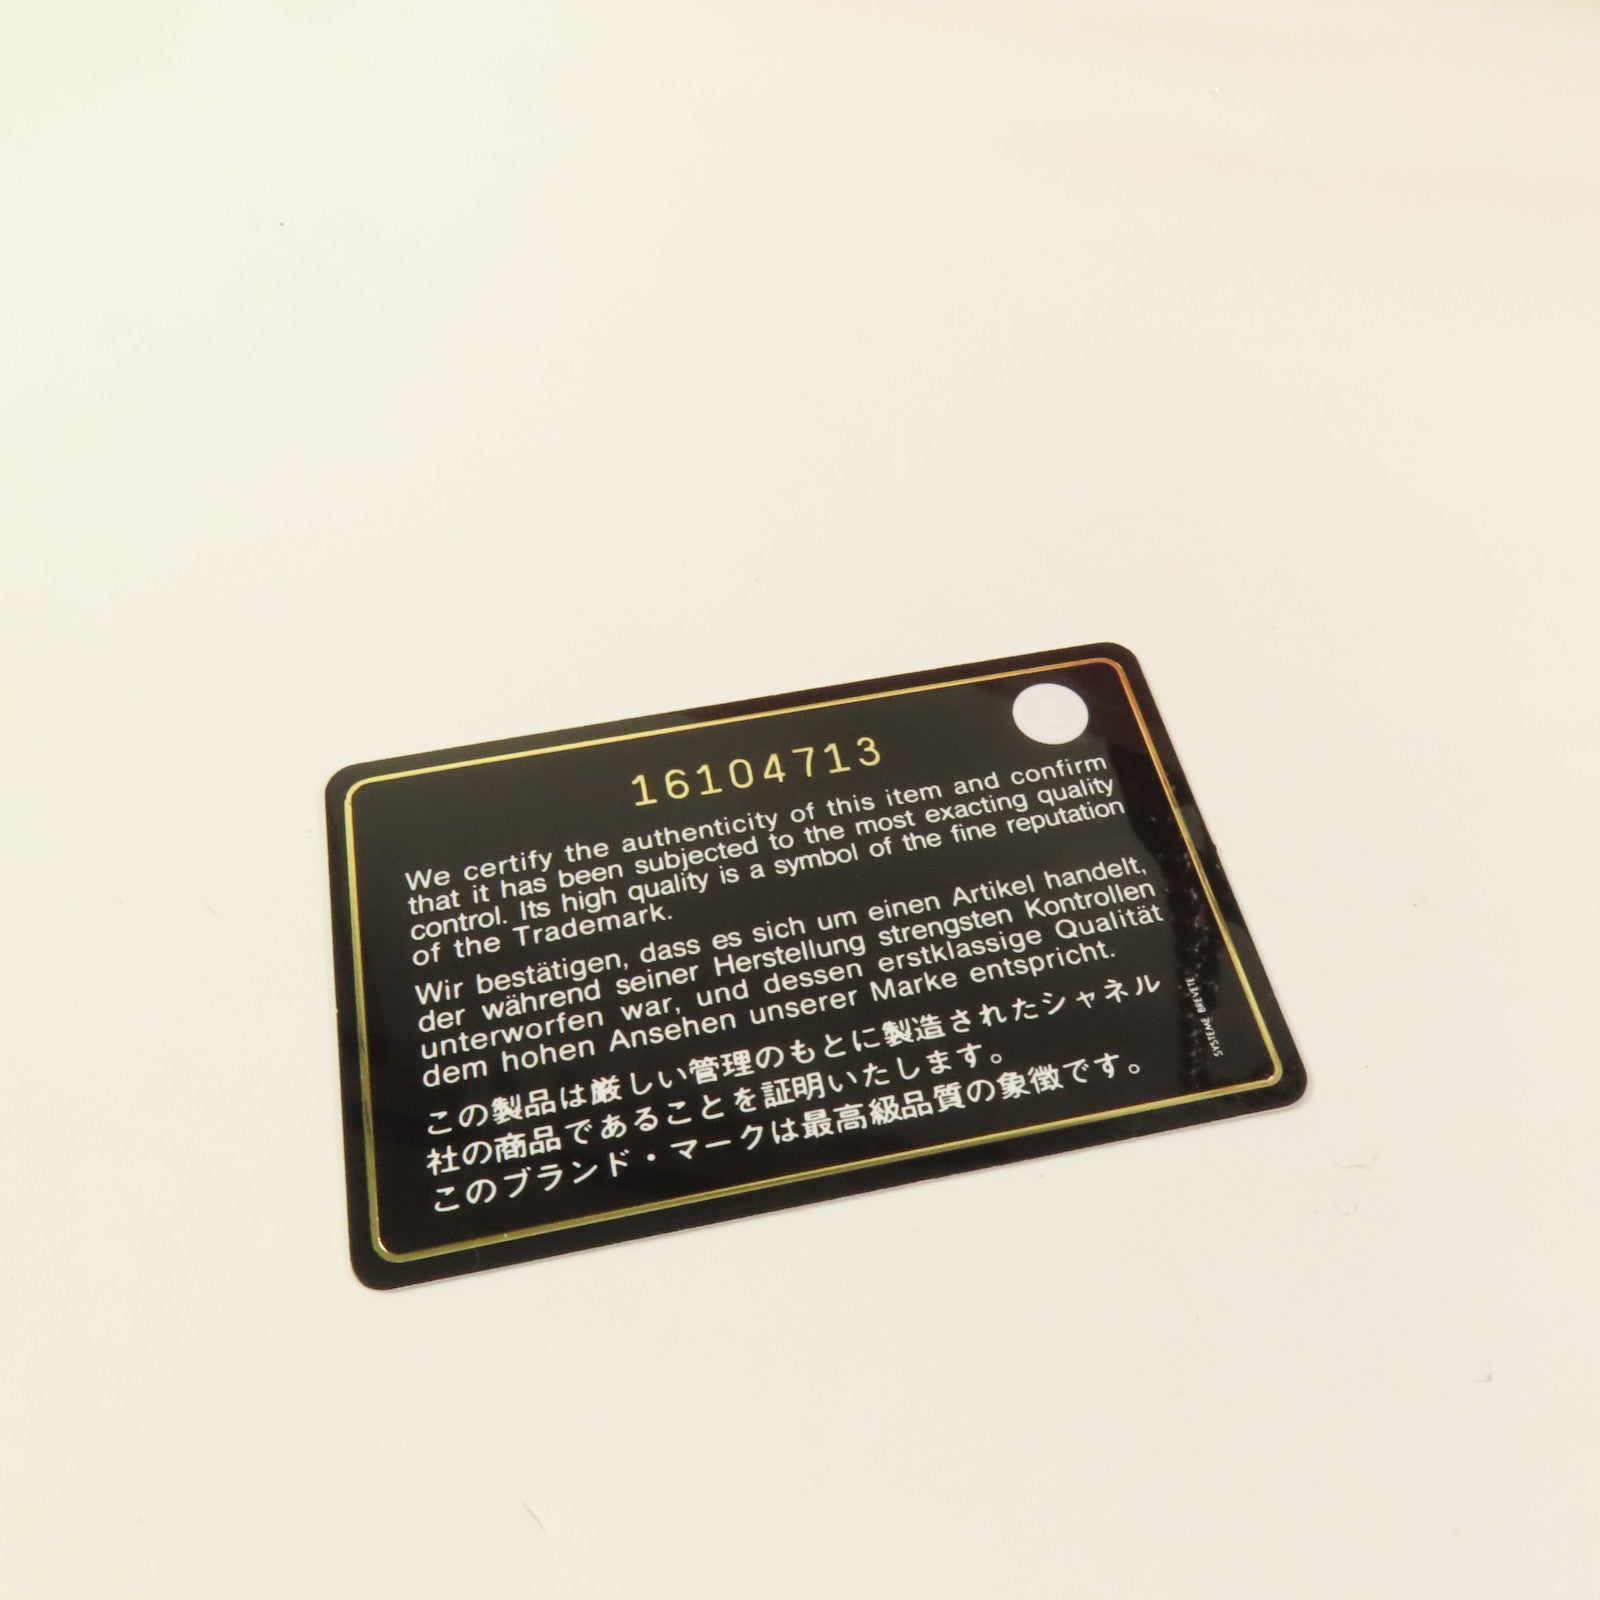 16104713
We certify the authenticity of this item and confirm
that it has been subjected to the most exacting quality
control. Its high quality is a symbol of the fine reputation
of the Trademark.
Wir bestätigen, dass es sich um einen Artikel handelt,
der während seiner Herstellung strengsten Kontrollen
unterworfen war, und dessen erstklassige Qualität
dem hohen Ansehen unserer Marke entspricht.
この製品は厳しい管理のもとに製造されたシャネル
社の商品であることを証明いたします。
このブランド・マークは最高級品質の象徴です。
SYSTEME BREVETE